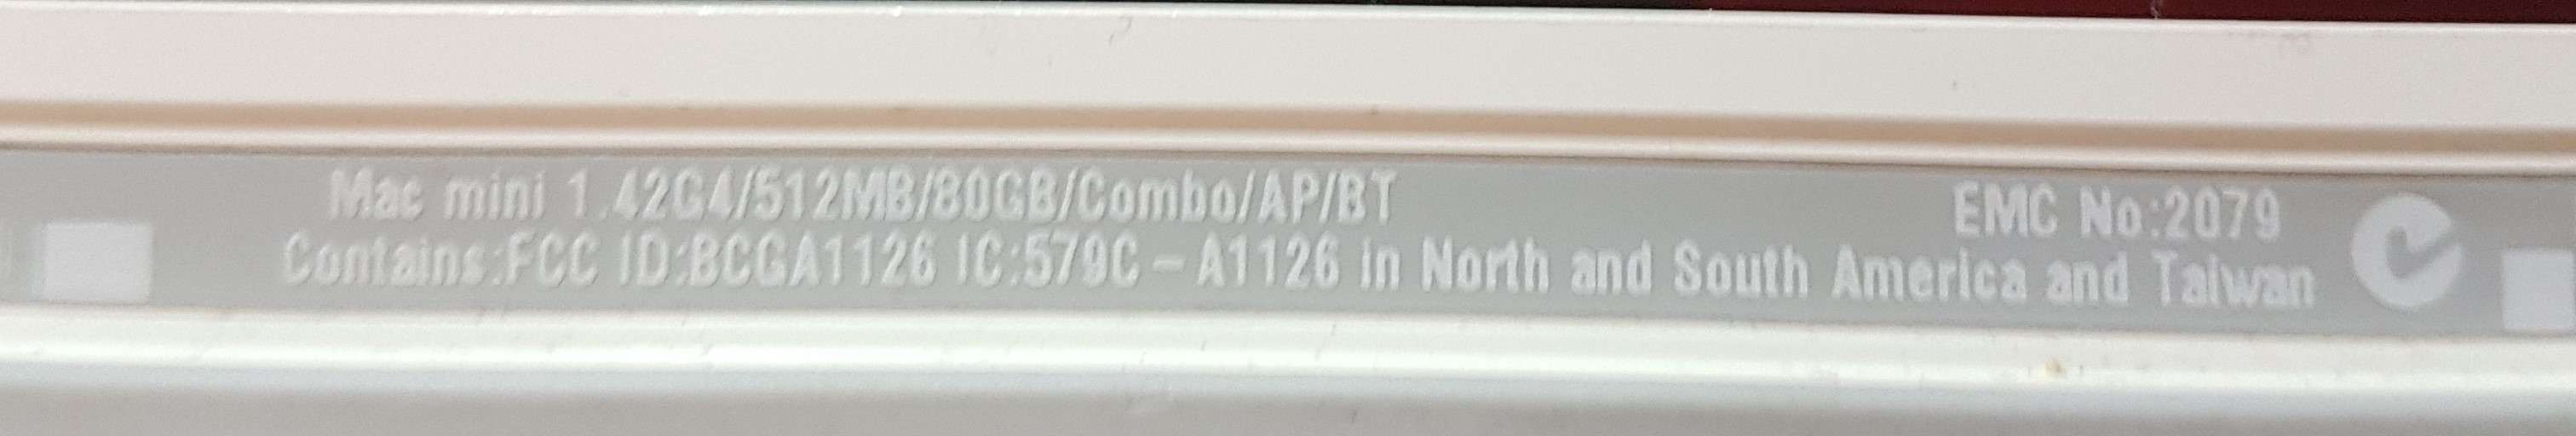 Mac mini 1.42G4/512MB/80GB/Combo/AP/BT EMC No:2079
Contains:FCC ID:BCGA1126 IC:579C-A1126 in North and South America and Taiwan